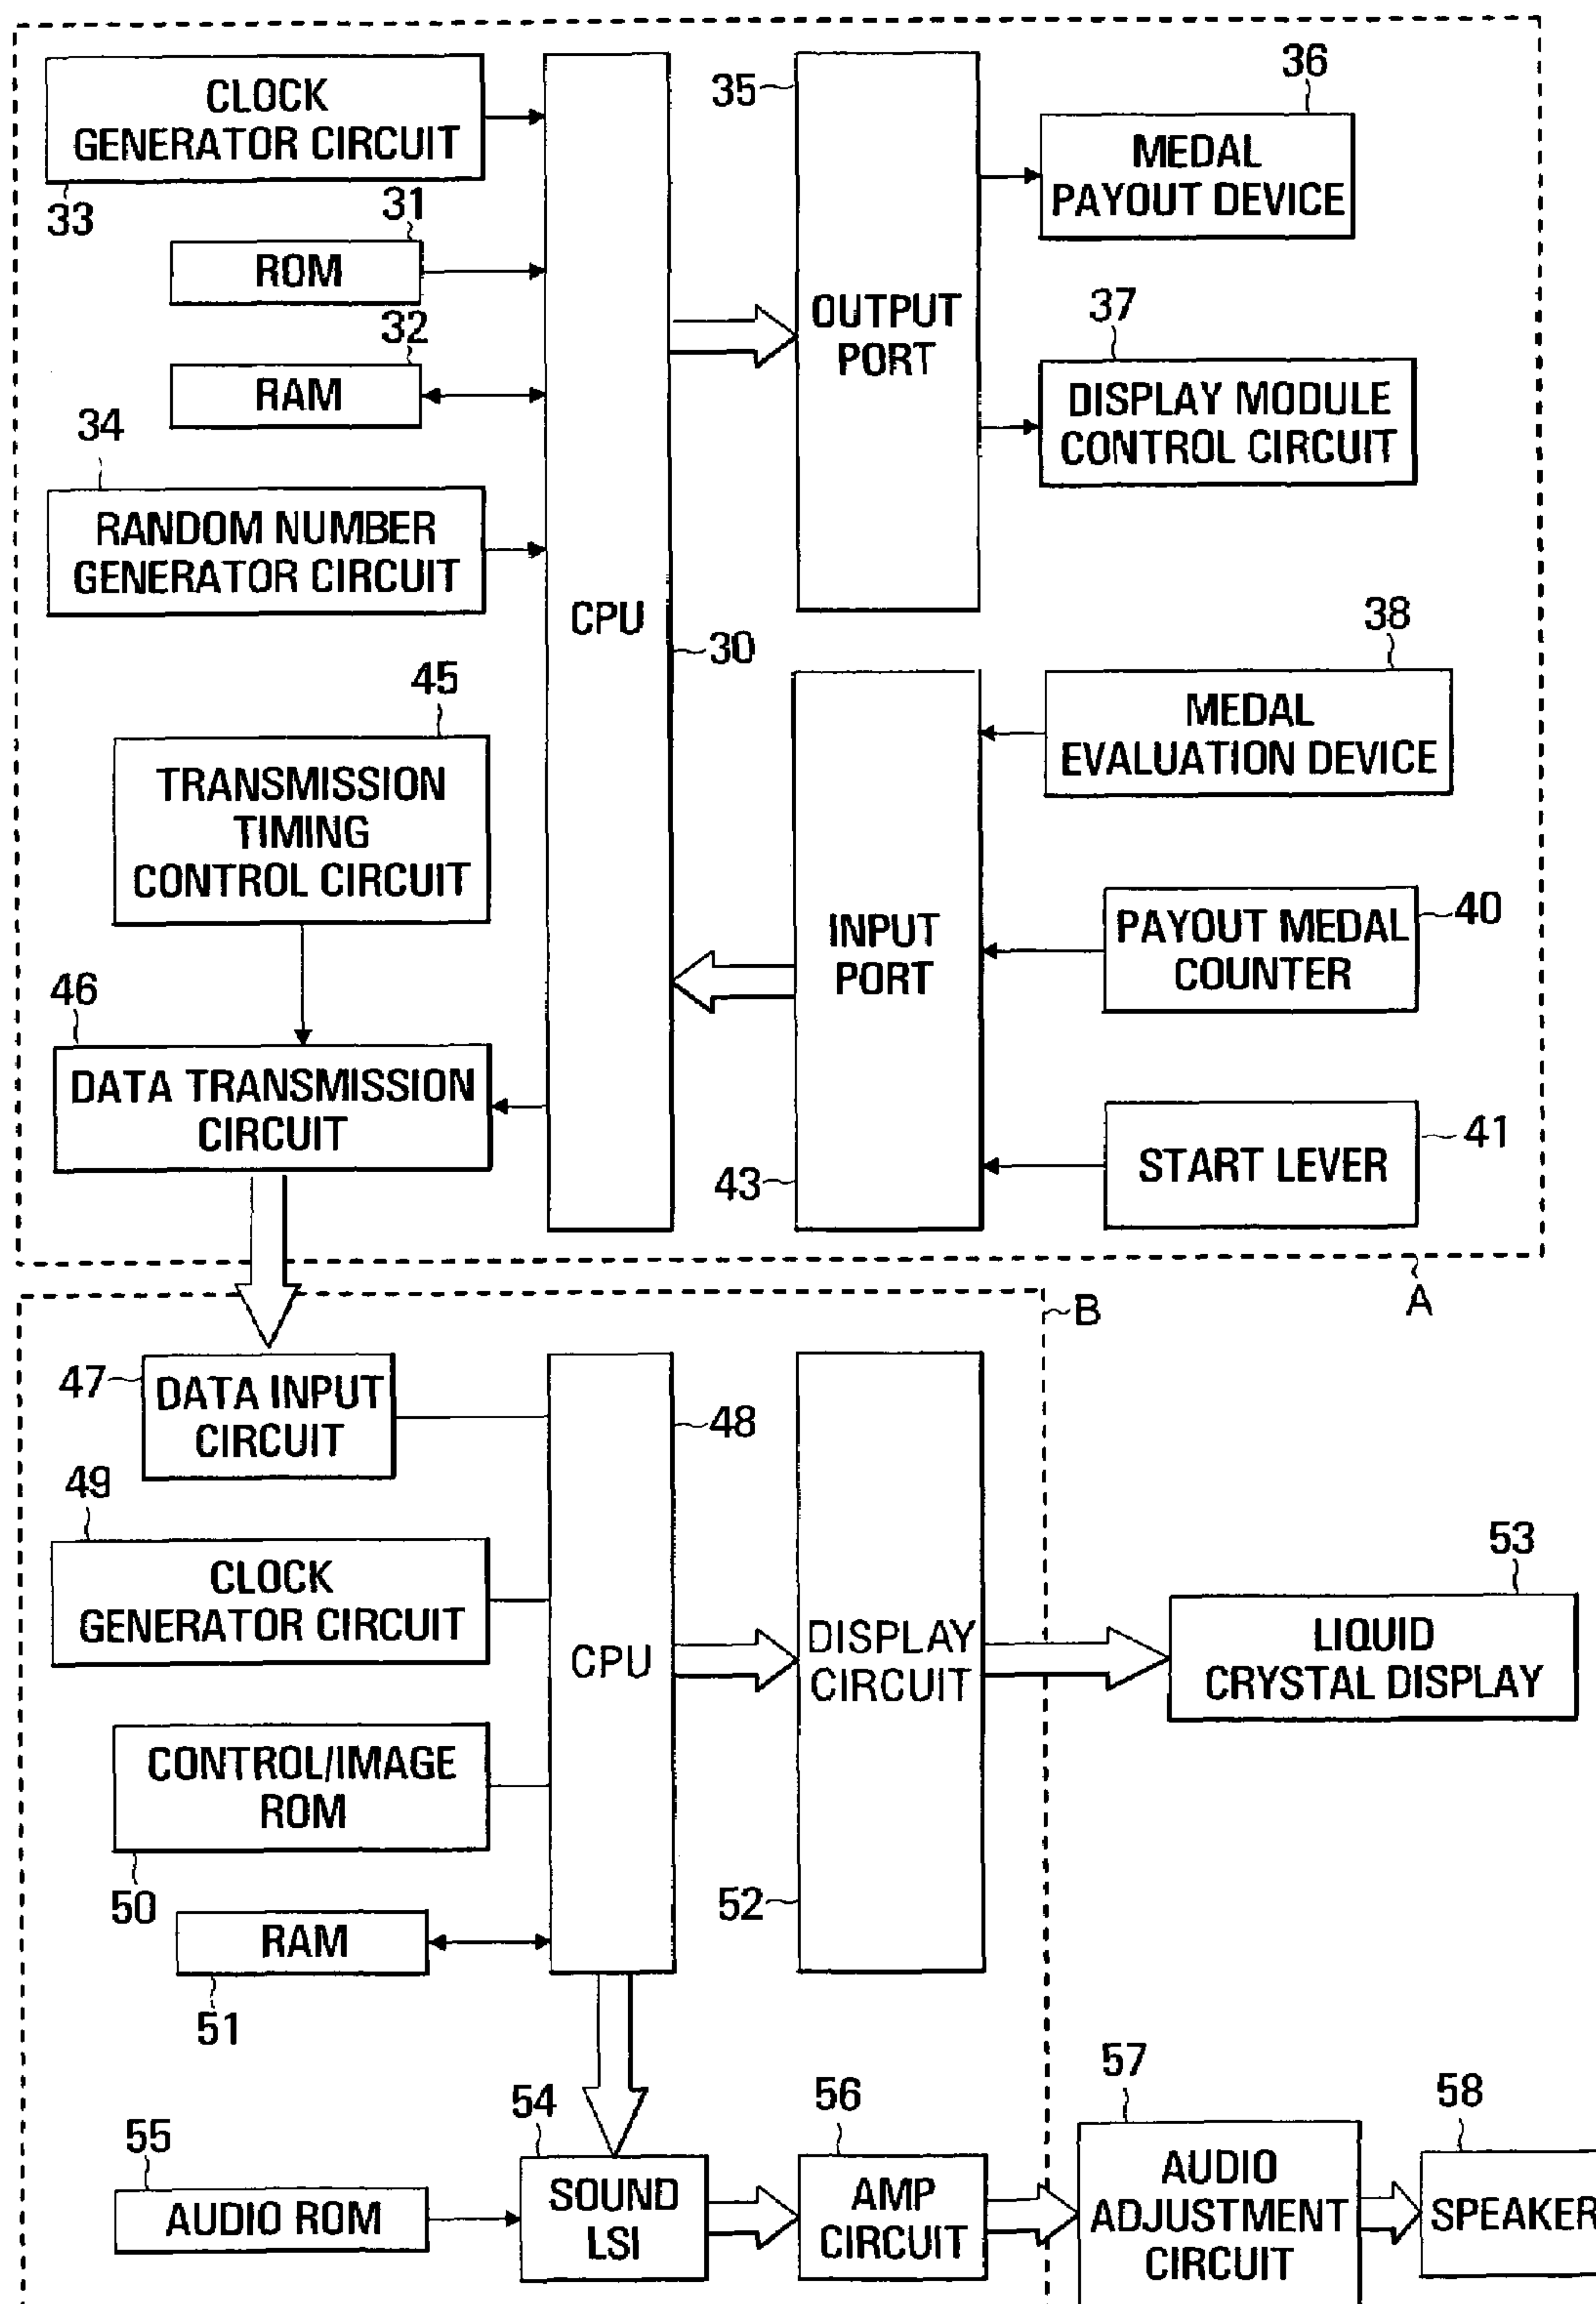 CLOCK
GENERATOR CIRCUIT
33
31
ROM
32
RAM
34
RANDOM NUMBER
GENERATOR CIRCUIT
45
TRANSMISSION
TIMING
CONTROL CIRCUIT
46
DATA TRANSMISSION
CIRCUIT
CPU
30
35
OUTPUT
PORT
36
MEDAL
PAYOUT DEVICE
37
DISPLAY MODULE
CONTROL CIRCUIT
38
MEDAL
EVALUATION DEVICE
INPUT
PORT
43
PAYOUT MEDAL
COUNTER
40
START LEVER
41
A
B
47
DATA INPUT
CIRCUIT
49
CLOCK
GENERATOR CIRCUIT
CONTROL/IMAGE
ROM
50
RAM
51
CPU
48
DISPLAY
CIRCUIT
52
53
LIQUID
CRYSTAL DISPLAY
55
AUDIO ROM
54
SOUND
LSI
56
AMP
CIRCUIT
57
AUDIO
ADJUSTMENT
CIRCUIT
58
SPEAKER